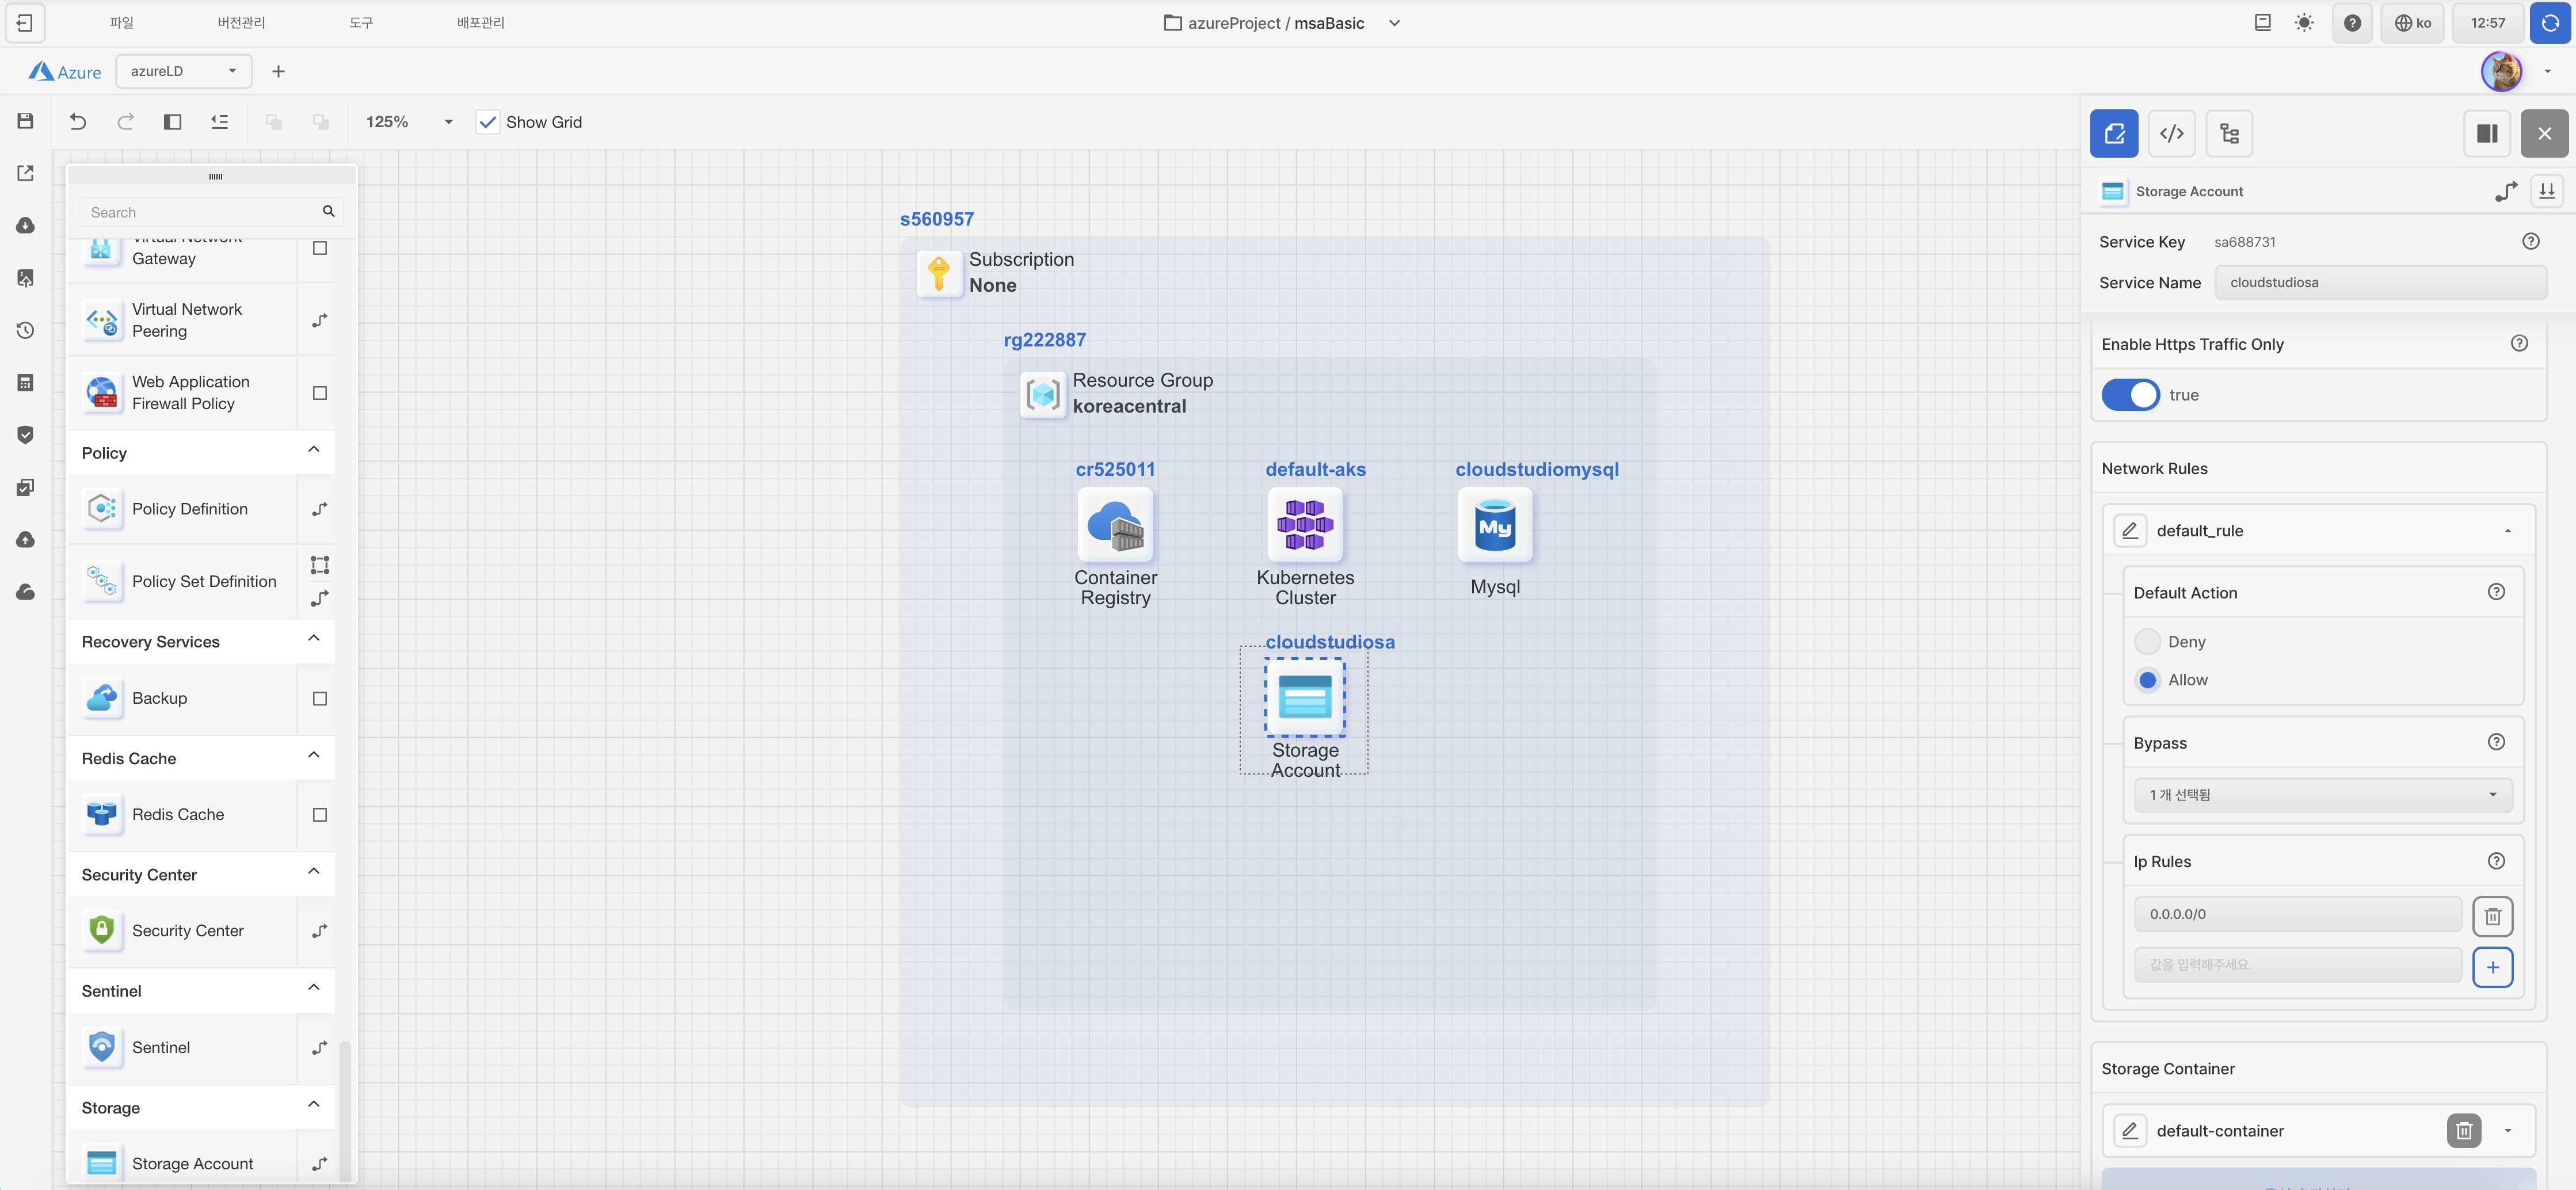 파일
버전관리
도구
배포관리
azureProject / msaBasic
ko
12:57
Azure
azureLD
125%
Show Grid
Search
Virtual Network
Gateway
Virtual Network
Peering
Web Application
Firewall Policy
Policy
Policy Definition
Policy Set Definition
Recovery Services
Backup
Redis Cache
Redis Cache
Security Center
Security Center
Sentinel
Sentinel
Storage
Storage Account
s560957
Subscription
None
rg222887
Resource Group
koreacentral
cr525011
default-aks
cloudstudiomysql
My
Container
Registry
Kubernetes
Cluster
Mysql
cloudstudiosa
Storage
Account
Storage Account
Service Key
sa688731
Service Name
cloudstudiosa
Enable Https Traffic Only
true
Network Rules
default_rule
Default Action
Deny
Allow
Bypass
1 개 선택됨
Ip Rules
0.0.0.0/0
값을 입력해주세요.
Storage Container
default-container